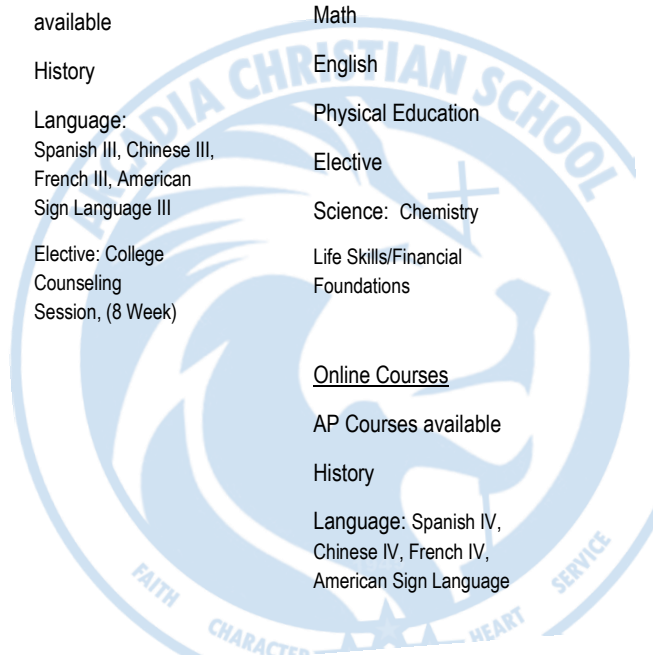 available
History
Language:
Spanish III, Chinese III,
French III, American
Sign Language III
Elective: College
Counseling
Session, (8 Week)
Math
English
Physical Education
Elective
Science: Chemistry
Life Skills/Financial
Foundations
Online Courses
AP Courses available
History
Language: Spanish IV,
Chinese IV, French IV,
American Sign Language
ARCADIA CHRISTIAN SCHOOL
FAITH
CHARACTER
HEART
SERVICE